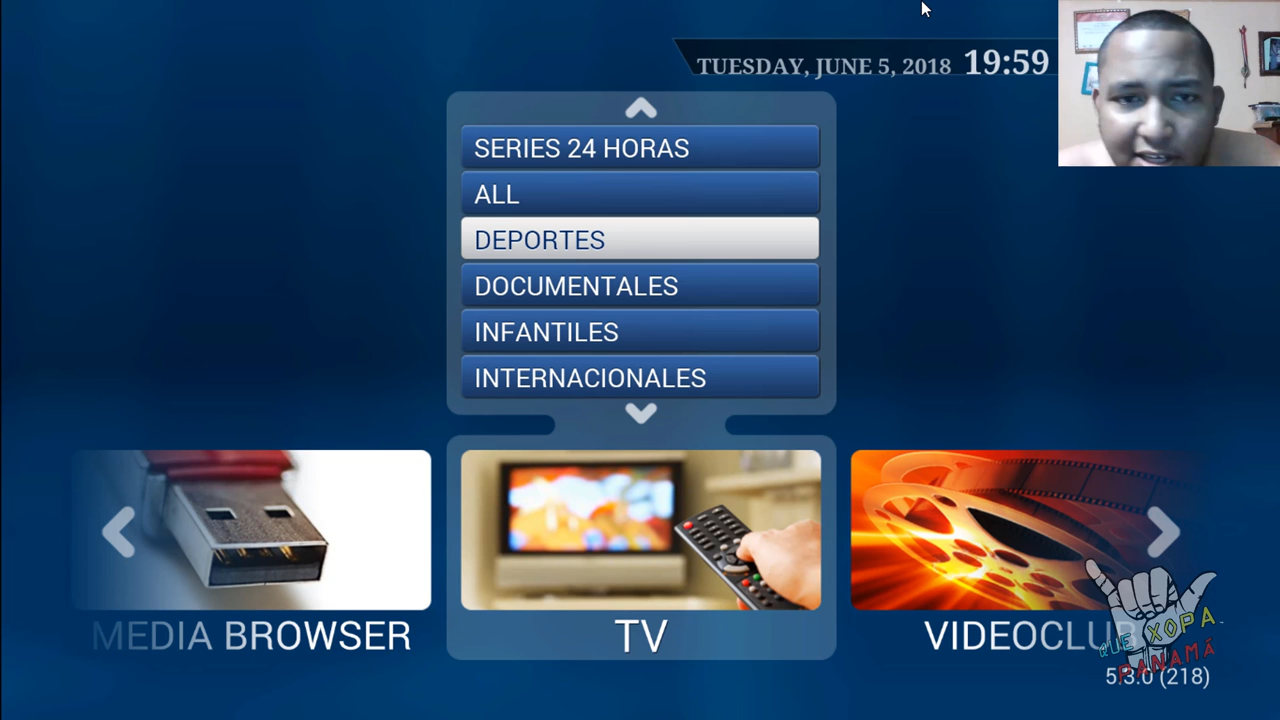 TUESDAY, JUNE 5, 2018 19:59
SERIES 24 HORAS
ALL
DEPORTES
DOCUMENTALES
INFANTILES
INTERNACIONALES
MEDIA BROWSER
TV
VIDEOCLUB
QUE XOPA
PANAMÁ
5.3.0 (218)